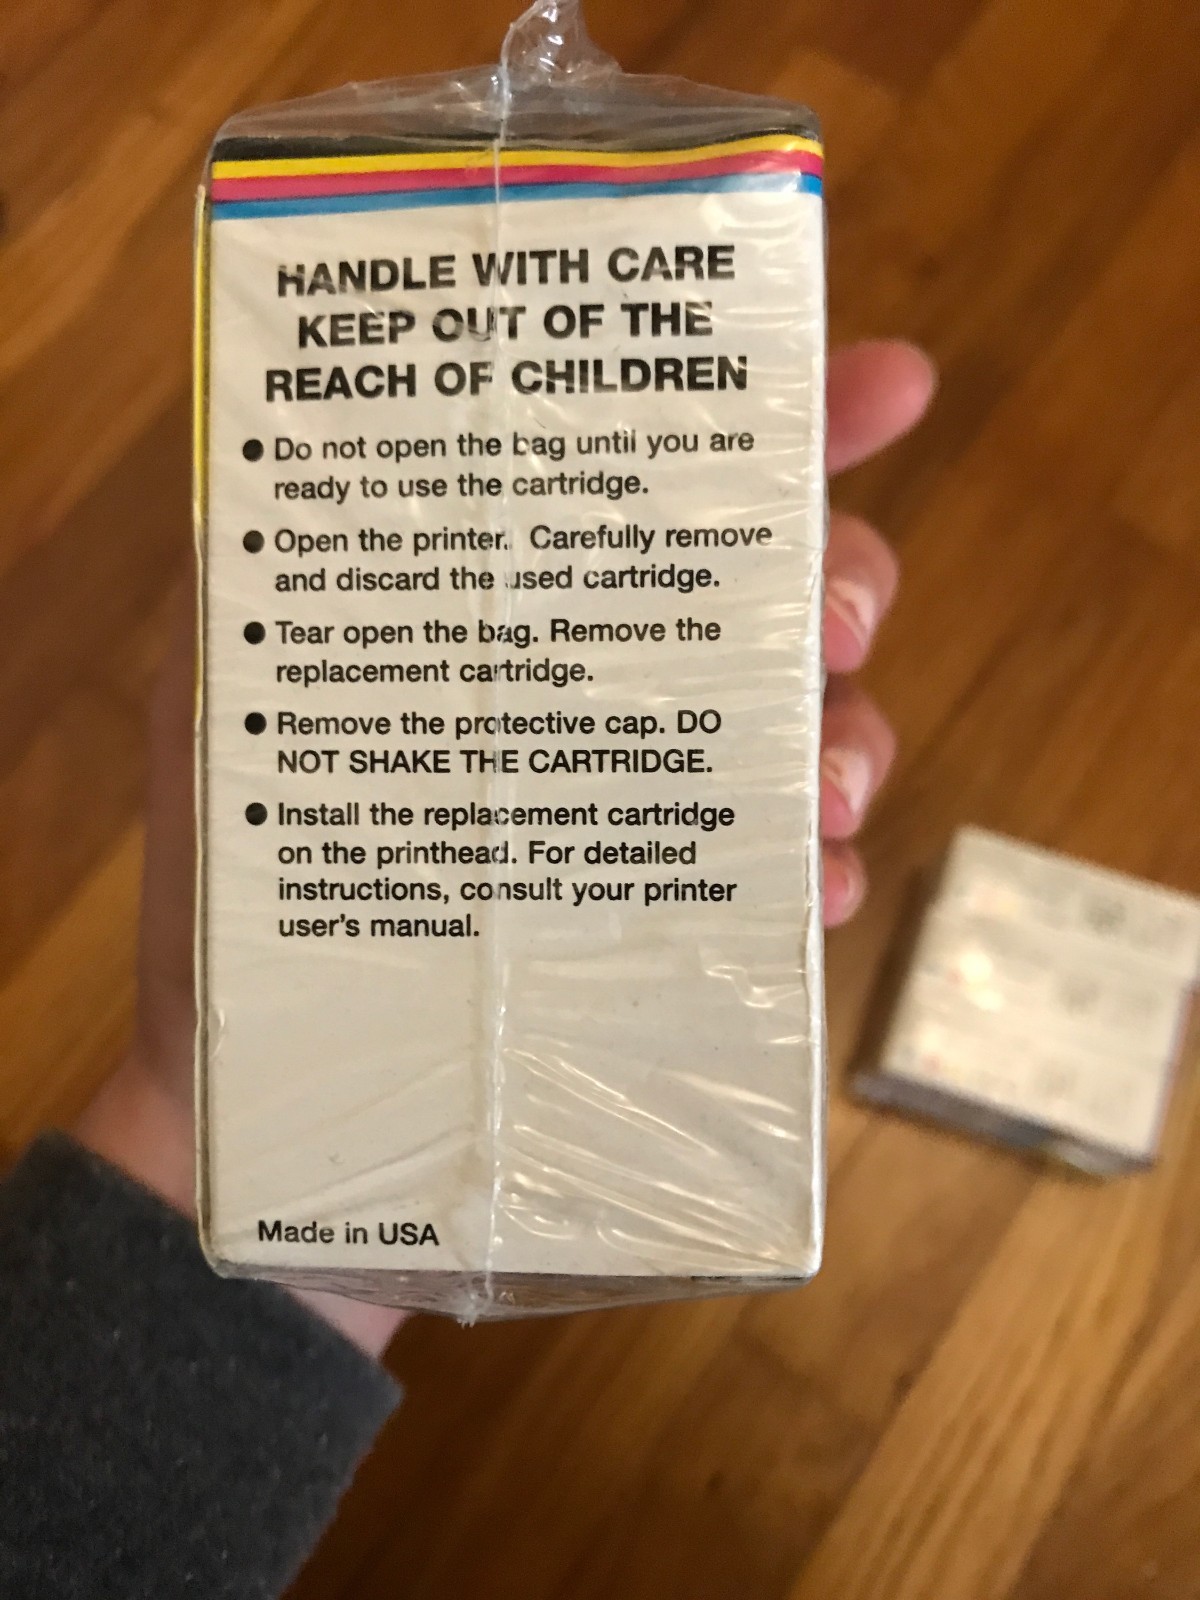 HANDLE WITH CARE
KEEP OUT OF THE
REACH OF CHILDREN
● Do not open the bag until you are
ready to use the cartridge.
● Open the printer. Carefully remove
and discard the used cartridge.
● Tear open the bag. Remove the
replacement cartridge.
● Remove the protective cap. DO
NOT SHAKE THE CARTRIDGE.
● Install the replacement cartridge
on the printhead. For detailed
instructions, consult your printer
user's manual.
Made in USA